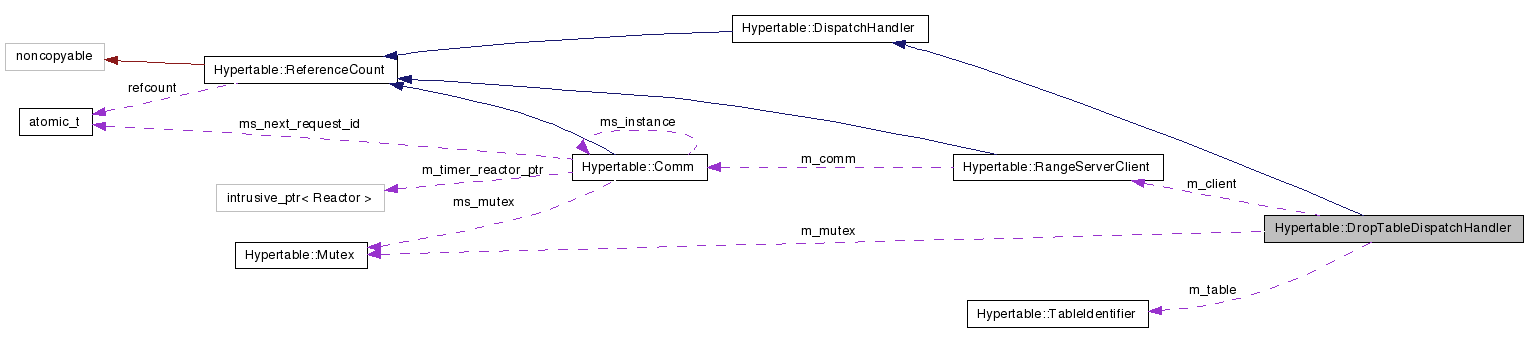 Hypertable::DispatchHandler
noncopyable
Hypertable::ReferenceCount
refcount
atomic_t
ms_next_request_id
ms_instance
m_comm
Hypertable::Comm
Hypertable::RangeServerClient
m_timer_reactor_ptr
m_client
intrusive_ptr< Reactor >
ms_mutex
Hypertable::DropTableDispatchHandler
m_mutex
Hypertable::Mutex
m_table
Hypertable::TableIdentifier